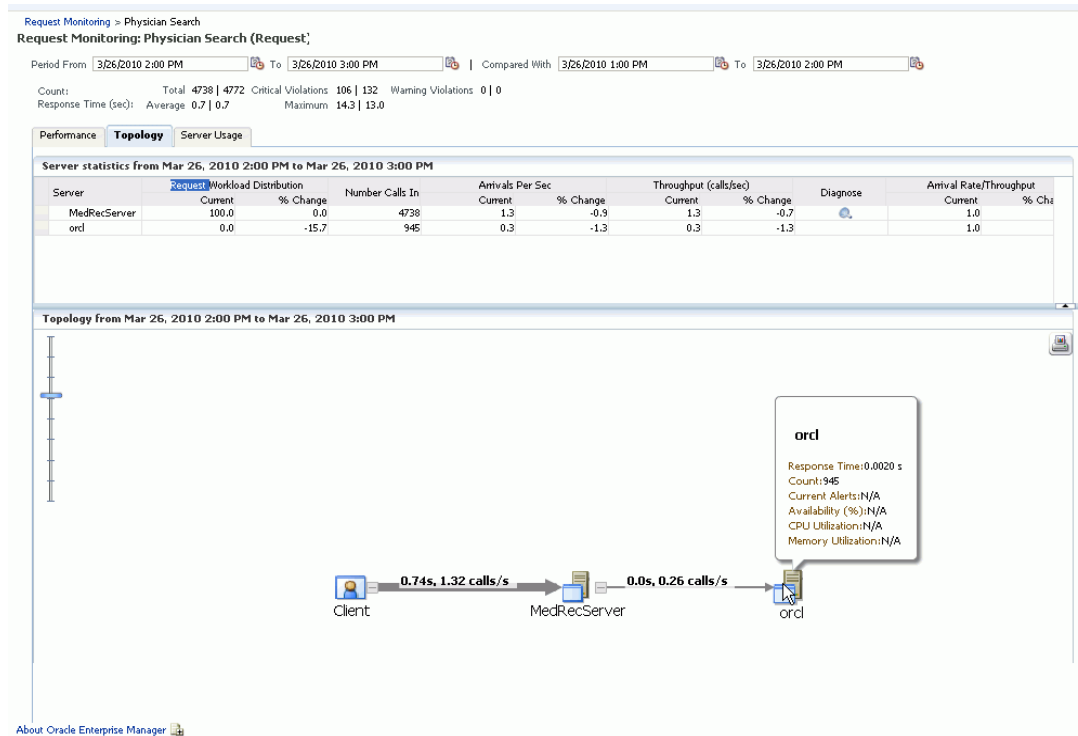 Request Monitoring > Physician Search
Request Monitoring: Physician Search (Request)
Period From 3/26/2010 2:00 PM To 3/26/2010 3:00 PM | Compared With 3/26/2010 1:00 PM To 3/26/2010 2:00 PM
Count: Total 4738 | 4772 Critical Violations 106 | 132 Warning Violations 0 | 0
Response Time (sec): Average 0.7 | 0.7 Maximum 14.3 | 13.0
Performance Topology Server Usage
Server statistics from Mar 26, 2010 2:00 PM to Mar 26, 2010 3:00 PM
Server Request Workload Distribution Number Calls In Arrivals Per Sec Throughput (calls/sec) Diagnose Arrival Rate/Throughput
Current % Change Current % Change Current % Change Current % Cha
MedRecServer 100.0 0.0 4738 1.3 -0.9 1.3 -0.7 1.0
orcl 0.0 -15.7 945 0.3 -1.3 0.3 -1.3 1.0
Topology from Mar 26, 2010 2:00 PM to Mar 26, 2010 3:00 PM
orcl
Response Time:0.0020 s
Count:945
Current Alerts:N/A
Availability (%):N/A
CPU Utilization:N/A
Memory Utilization:N/A
0.74s, 1.32 calls/s 0.0s, 0.26 calls/s
Client MedRecServer orcl
About Oracle Enterprise Manager